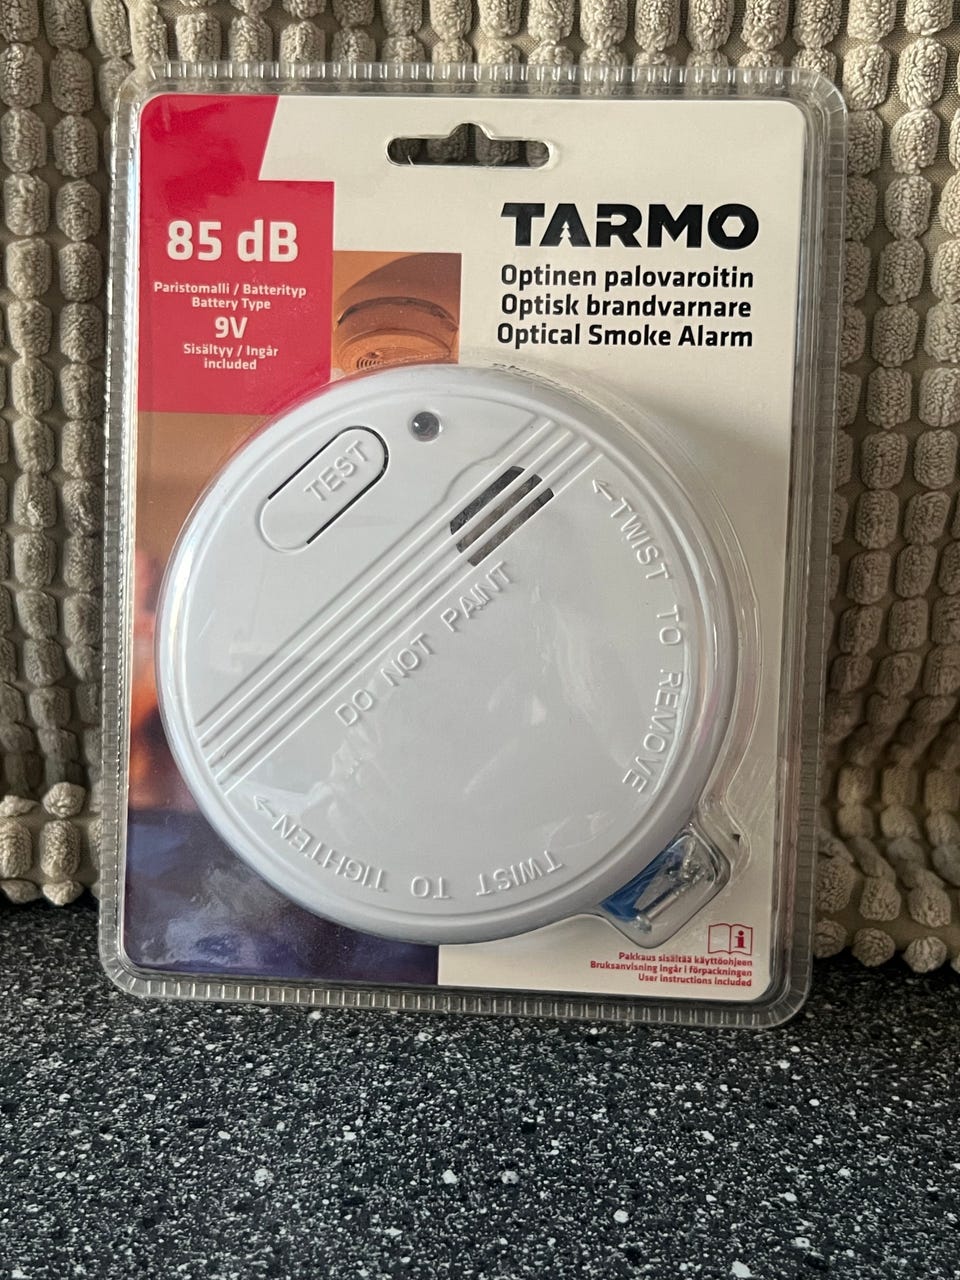 85 dB
Paristomalli / Batterityp
Battery Type
9V
Sisältyy / Ingår
included
TARMO
Optinen palovaroitin
Optisk brandvarnare
Optical Smoke Alarm
TEST
DO NOT PAINT
←TWIST TO REMOVE
TWIST TO TIGHTEN→
i
Pakkaus sisältää käyttöohjeen
Bruksanvisning ingår i förpackningen
User instructions included